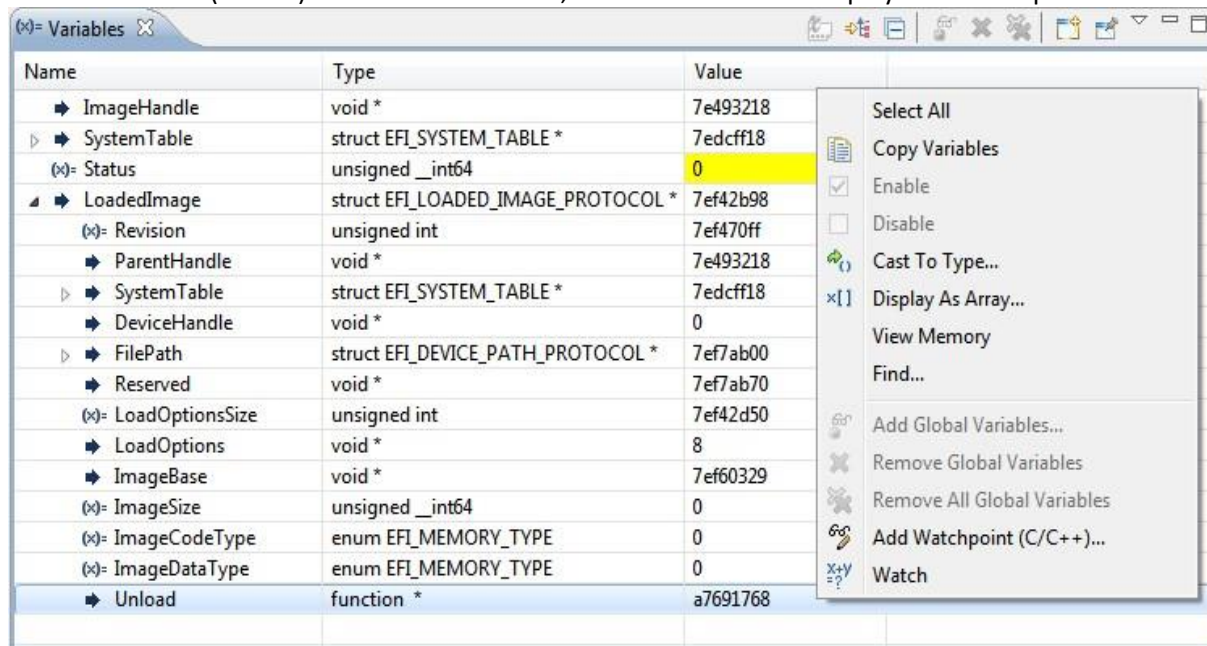 (x)= Variables
Name Type Value
ImageHandle void * 7e493218
SystemTable struct EFI_SYSTEM_TABLE * 7edcff18
(x)= Status unsigned __int64 0
LoadedImage struct EFI_LOADED_IMAGE_PROTOCOL * 7ef42b98
(x)= Revision unsigned int 7ef470ff
ParentHandle void * 7e493218
SystemTable struct EFI_SYSTEM_TABLE * 7edcff18
DeviceHandle void * 0
FilePath struct EFI_DEVICE_PATH_PROTOCOL * 7ef7ab00
Reserved void * 7ef7ab70
(x)= LoadOptionsSize unsigned int 7ef42d50
LoadOptions void * 8
ImageBase void * 7ef60329
(x)= ImageSize unsigned __int64 0
(x)= ImageCodeType enum EFI_MEMORY_TYPE 0
(x)= ImageDataType enum EFI_MEMORY_TYPE 0
Unload function * a7691768
Select All
Copy Variables
Enable
Disable
Cast To Type...
x[] Display As Array...
View Memory
Find...
Add Global Variables...
Remove Global Variables
Remove All Global Variables
Add Watchpoint (C/C++)...
x+y=? Watch